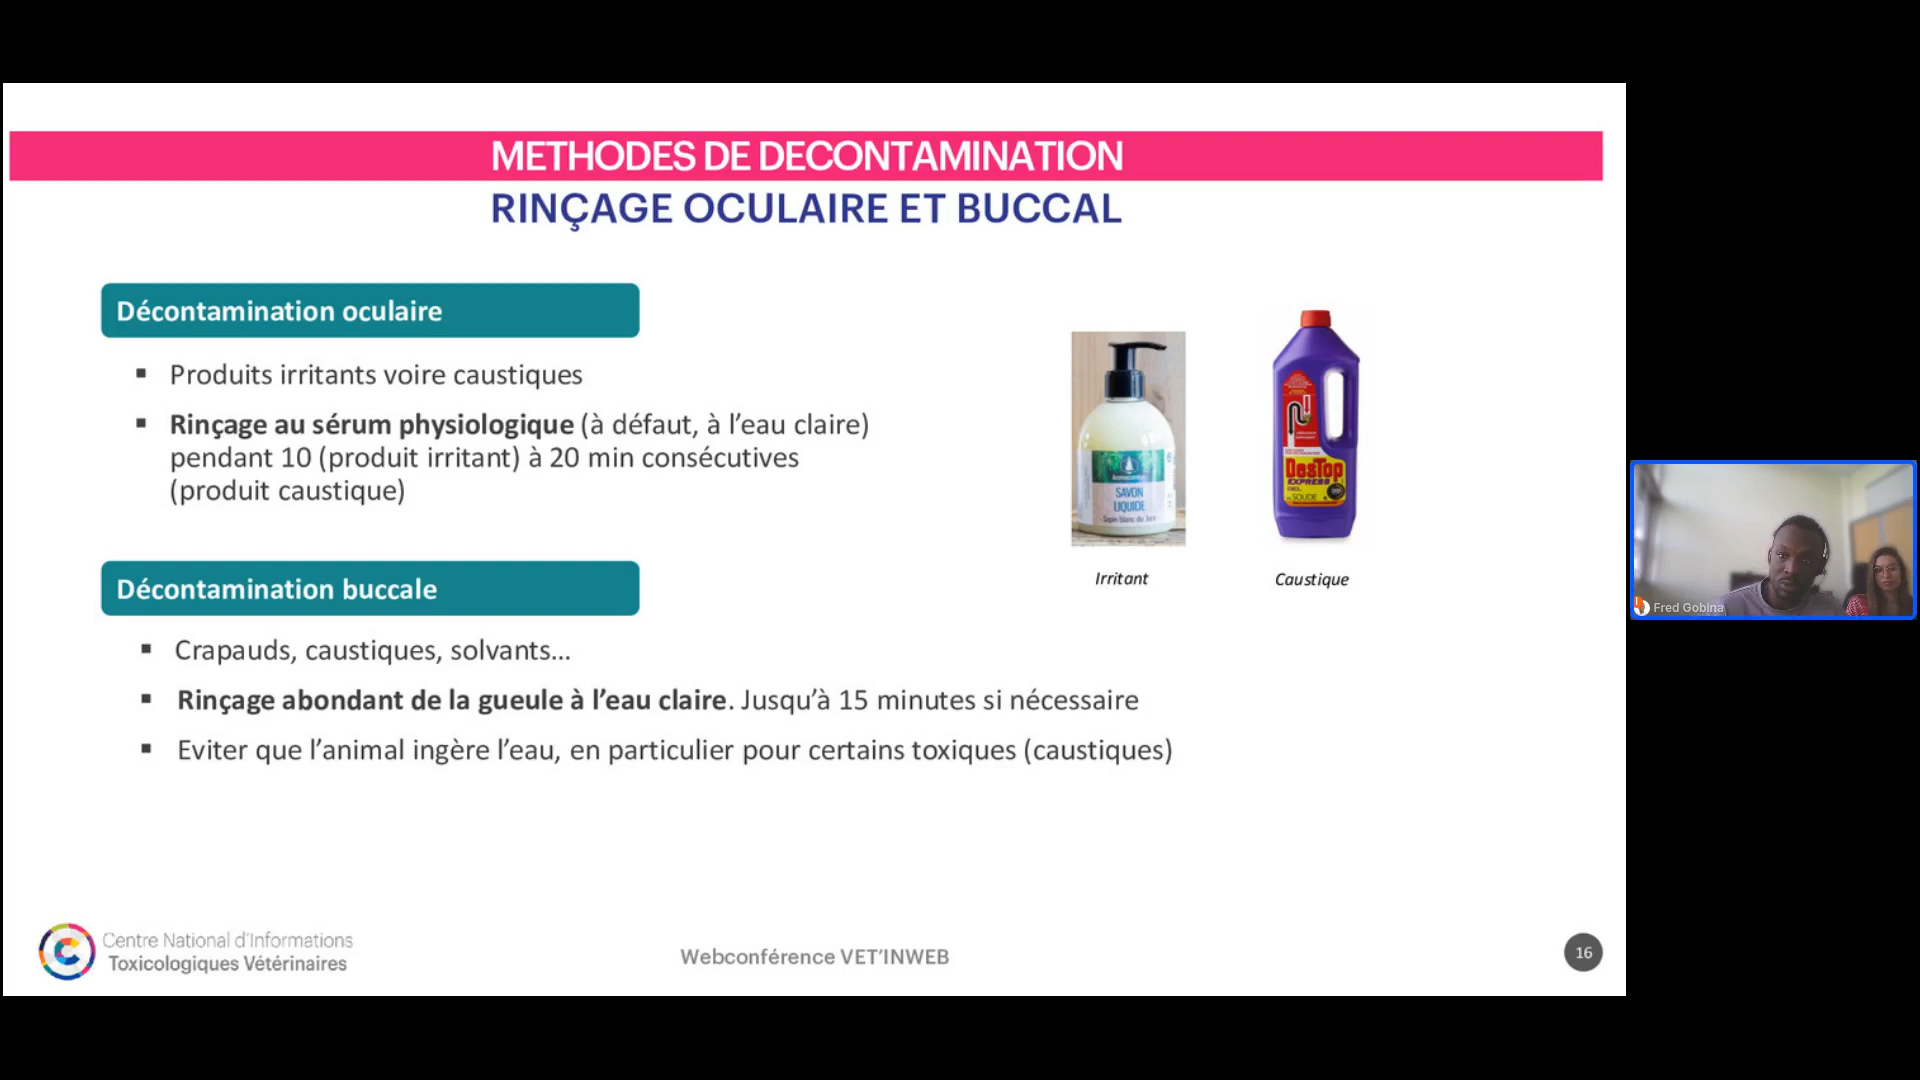 METHODES DE DECONTAMINATION
RINÇAGE OCULAIRE ET BUCCAL
Décontamination oculaire
▪ Produits irritants voire caustiques
▪ Rinçage au sérum physiologique (à défaut, à l’eau claire)
pendant 10 (produit irritant) à 20 min consécutives
(produit caustique)
SAVON
LIQUIDE
DesTop
EXPRESS
GEL
SOUDE
Irritant
Caustique
Décontamination buccale
▪ Crapauds, caustiques, solvants...
▪ Rinçage abondant de la gueule à l’eau claire. Jusqu’à 15 minutes si nécessaire
▪ Eviter que l’animal ingère l’eau, en particulier pour certains toxiques (caustiques)
Fred Gobina
Centre National d’Informations
Toxicologiques Vétérinaires
Webconférence VET’INWEB
16